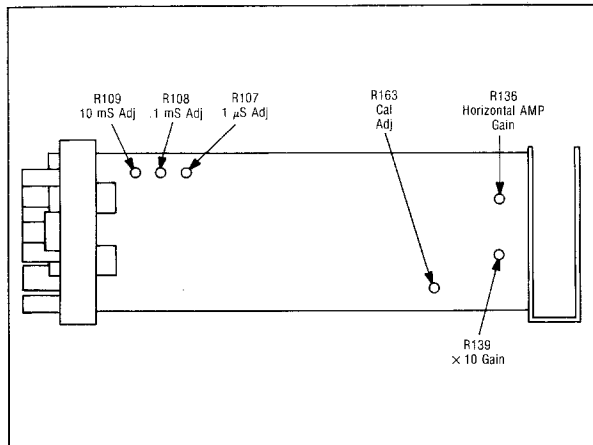 R109
10 mS Adj
R108
.1 mS Adj
R107
1 μS Adj
R163
Cal
Adj
R136
Horizontal AMP
Gain
R139
× 10 Gain